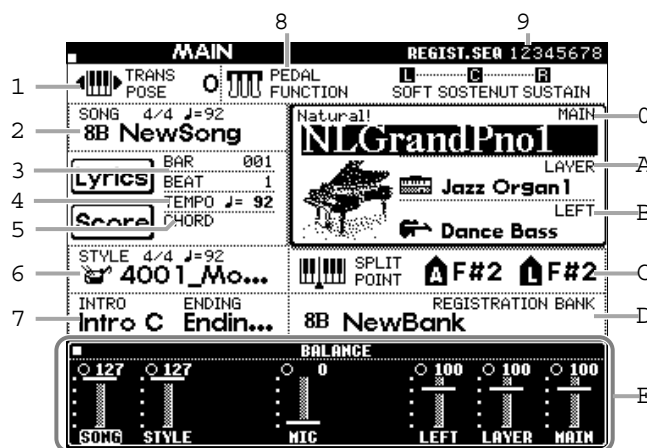 8 9
MAIN REGIST.SEQ 12345678
1 TRANS POSE 0 PEDAL FUNCTION L C R SOFT SOSTENUT SUSTAIN
2 SONG 4/4 ♩=92
8B NewSong
Natural! MAIN 0
NLGrandPno1
3 Lyrics BAR 001
BEAT 1
LAYER A
Jazz Organ1
4 TEMPO ♩= 92
5 Score CHORD
LEFT B
Dance Bass
6 STYLE 4/4 ♩=92
4001_Mo...
SPLIT POINT A F#2 L F#2 C
7 INTRO ENDING
Intro C Endin...
REGISTRATION BANK D
8B NewBank
BALANCE
127 127 0 100 100 100 E
SONG STYLE MIC LEFT LAYER MAIN